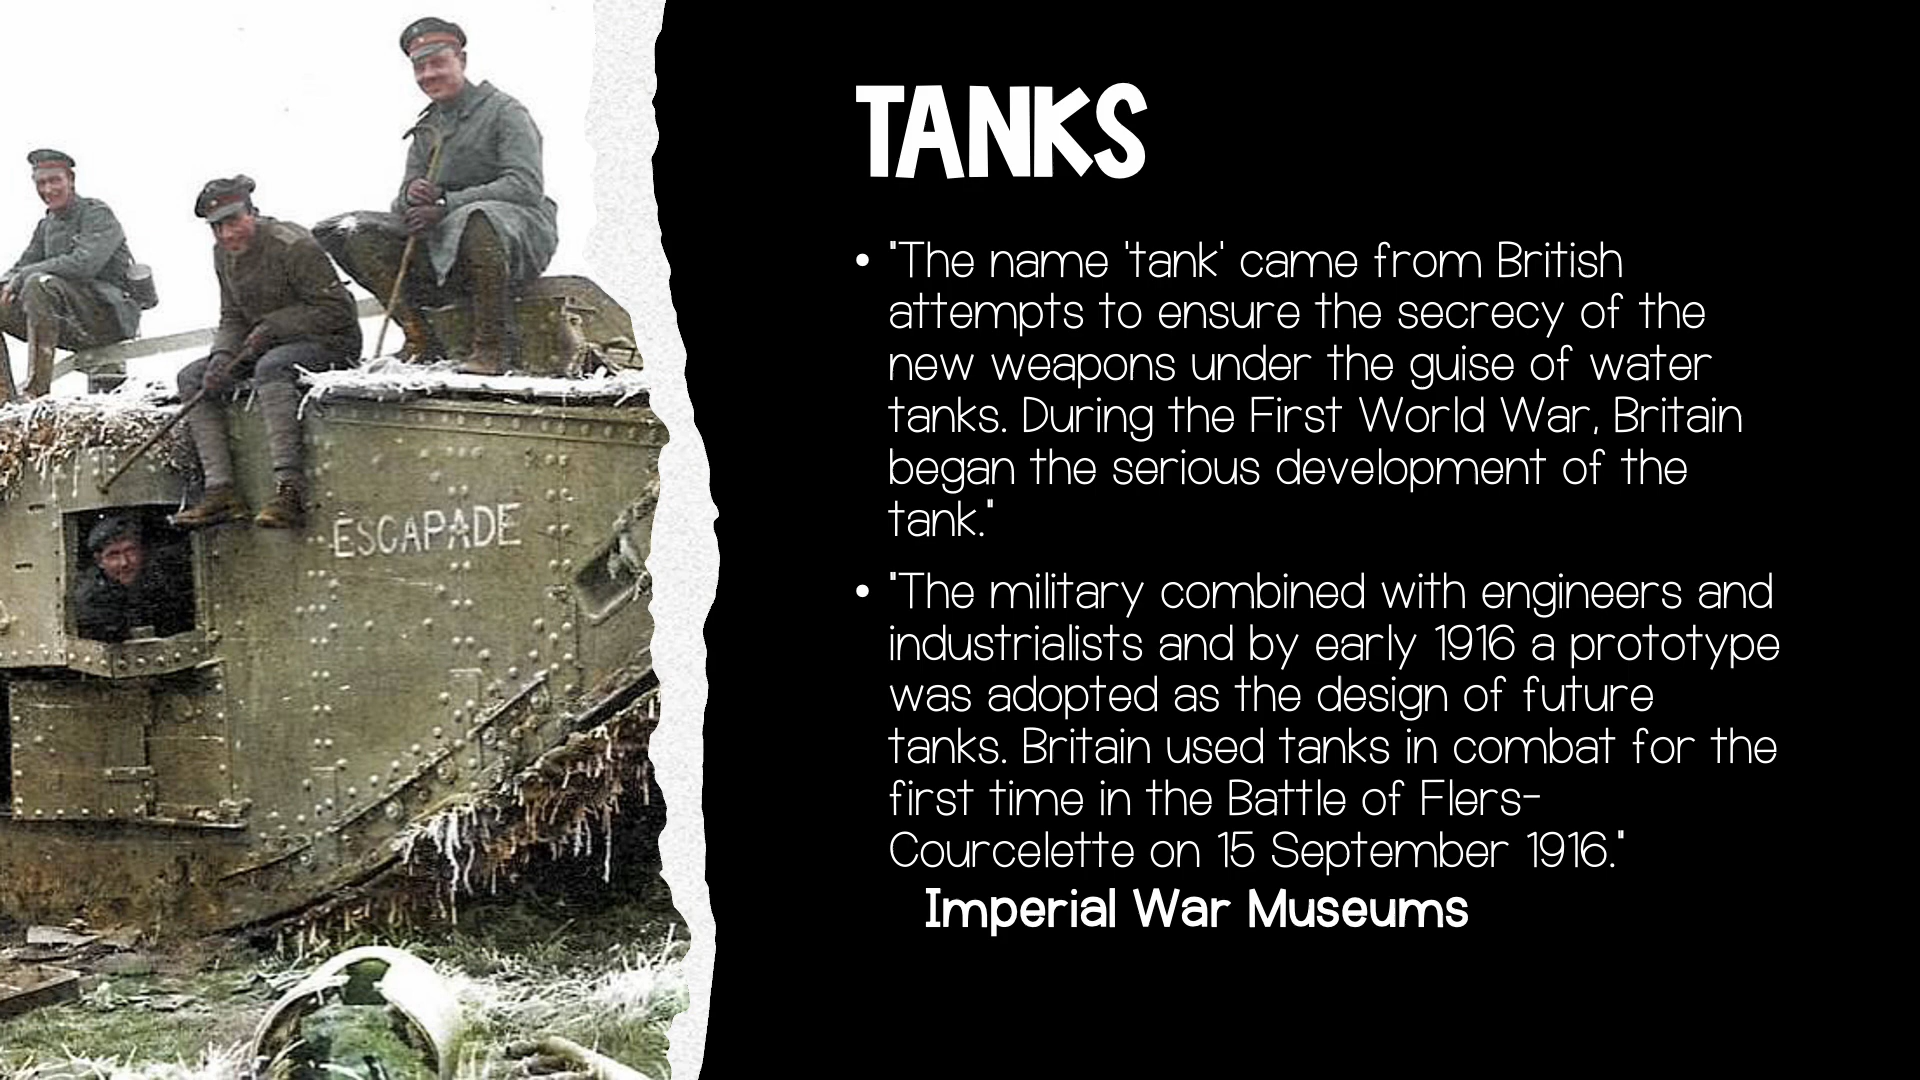 TANKS
• "The name 'tank' came from British
attempts to ensure the secrecy of the
new weapons under the guise of water
tanks. During the First World War, Britain
began the serious development of the
tank."
• "The military combined with engineers and
industrialists and by early 1916 a prototype
was adopted as the design of future
tanks. Britain used tanks in combat for the
first time in the Battle of Flers-
Courcelette on 15 September 1916."
Imperial War Museums
ESCAPADE